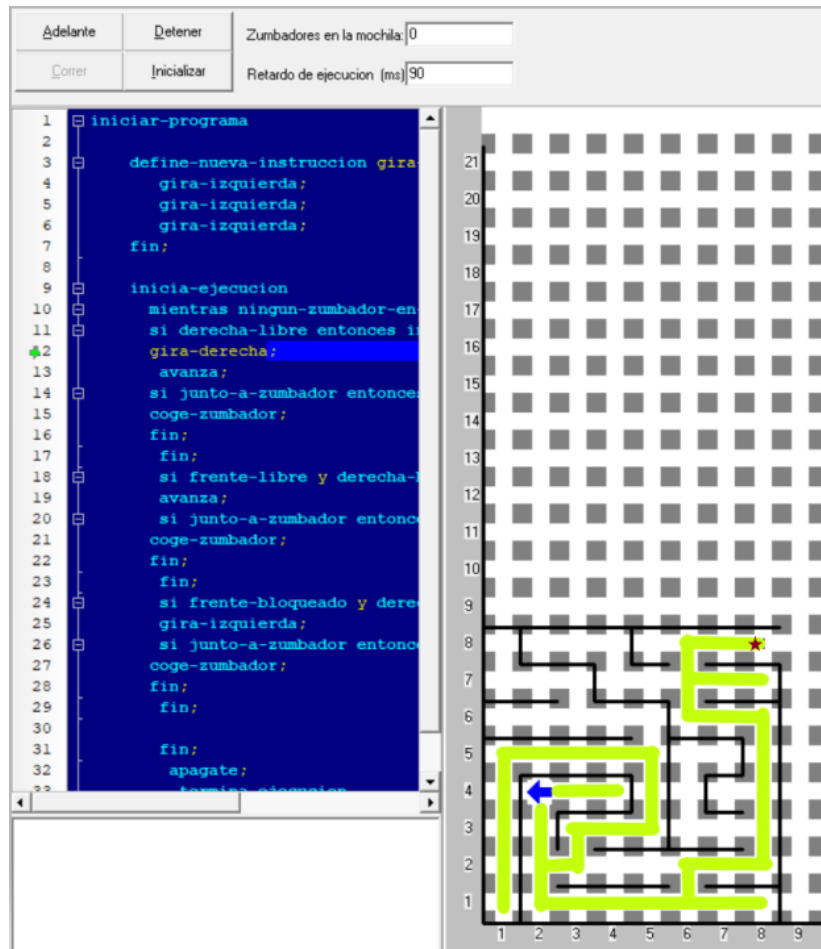 Adelante Detener Zumbadores en la mochila: 0
Correr Inicializar Retardo de ejecucion (ms) 90
1 iniciar-programa
2
3 define-nueva-instruccion gira-
4 gira-izquierda;
5 gira-izquierda;
6 gira-izquierda;
7 fin;
8
9 inicia-ejecucion
10 mientras ningun-zumbador-en-
11 si derecha-libre entonces in
12 gira-derecha;
13 avanza;
14 si junto-a-zumbador entonces
15 coge-zumbador;
16 fin;
17 fin;
18 si frente-libre y derecha-
19 avanza;
20 si junto-a-zumbador entonce
21 coge-zumbador;
22 fin;
23 fin;
24 si frente-bloqueado y dere
25 gira-izquierda;
26 si junto-a-zumbador entonce
27 coge-zumbador;
28 fin;
29 fin;
30
31 fin;
32 apagate;
33 termina-ejecucion
21
20
19
18
17
16
15
14
13
12
11
10
9
8
7
6
5
4
3
2
1
1 2 3 4 5 6 7 8 9